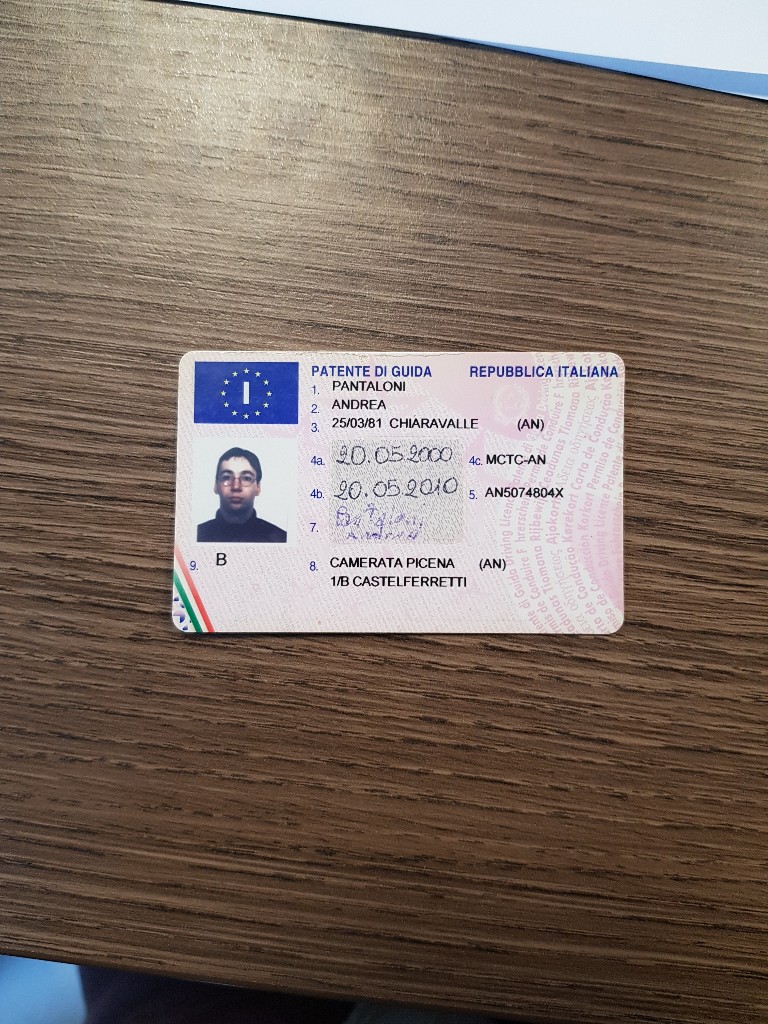 PATENTE DI GUIDA REPUBBLICA ITALIANA
I
1. PANTALONI
2. ANDREA
3. 25/03/81 CHIARAVALLE (AN)
4a. 20.05.2000 4c. MCTC-AN
4b. 20.05.2010 5. AN5074804X
7.
9. B 8. CAMERATA PICENA (AN)
1/B CASTELFERRETTI